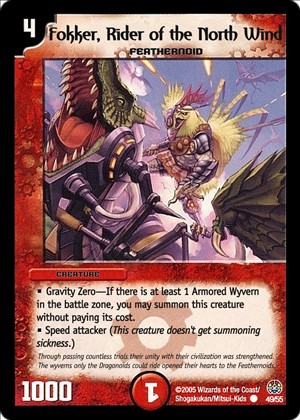 4
Fokker, Rider of the North Wind
FEATHERNOID
CREATURE
▪ Gravity Zero—If there is at least 1 Armored Wyvern
in the battle zone, you may summon this creature
without paying its cost.
▪ Speed attacker (This creature doesn't get summoning
sickness.)
Through passing countless trials their unity with their civilization was strengthened.
The wyverns only the Dragonoids could ride opened their hearts to the Feathernoids.
1000
1
©2005 Wizards of the Coast/
Shogakukan/Mitsui-Kids
49/55